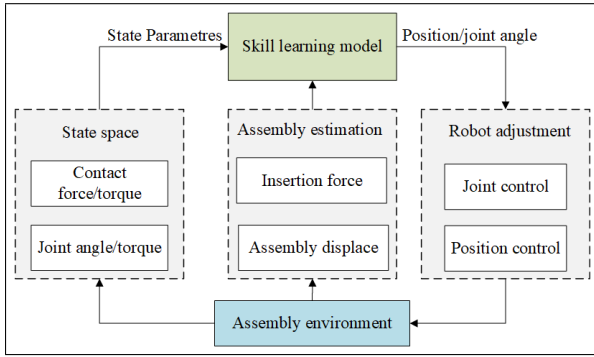 State Parametres
Skill learning model
Position/joint angle
State space
Contact
force/torque
Joint angle/torque
Assembly estimation
Insertion force
Assembly displace
Robot adjustment
Joint control
Position control
Assembly environment